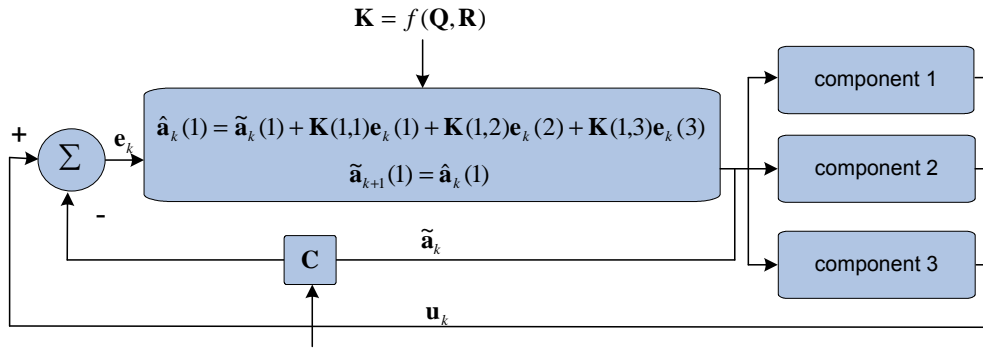 K = f(Q,R)
component 1
â_k(1) = ã_k(1) + K(1,1)e_k(1) + K(1,2)e_k(2) + K(1,3)e_k(3)
+
e_k
Σ
component 2
ã_{k+1}(1) = â_k(1)
-
ã_k
C
component 3
u_k